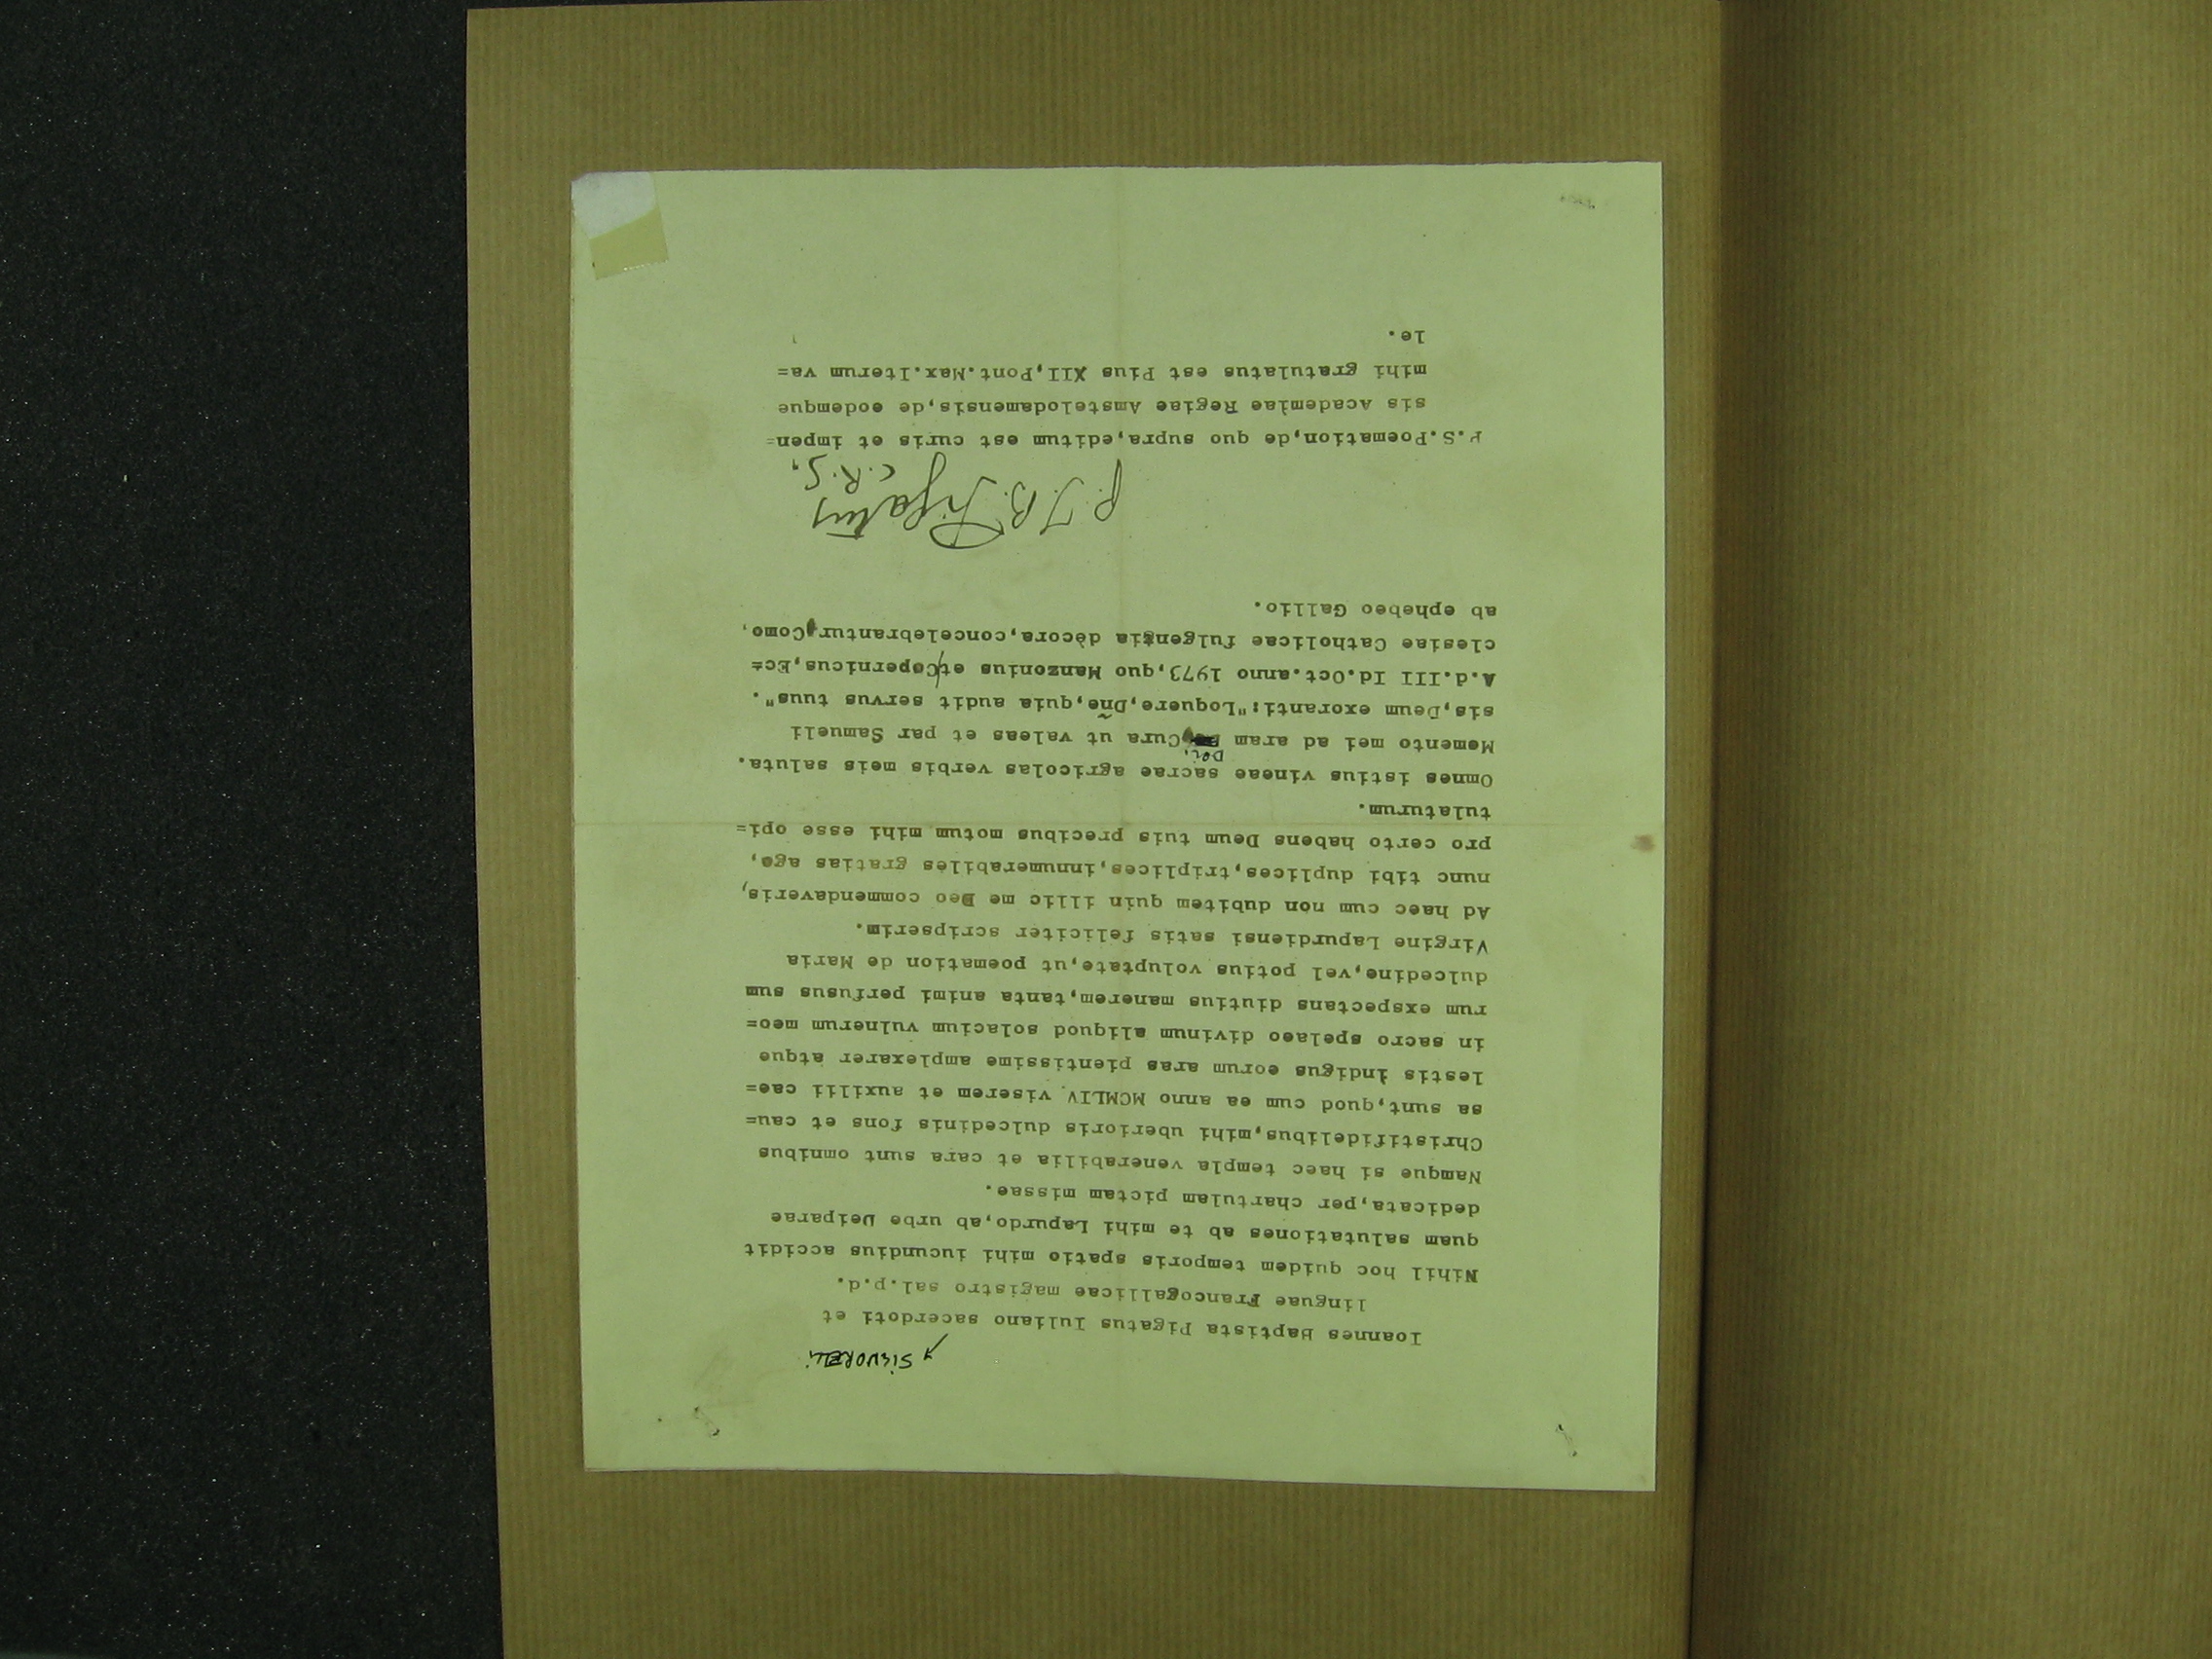 SIGNORELLI
Ioannes Baptista Pigatus Iuliano sacerdoti et
linguae Francogallicae magistro sal.p.d.
Nihil hoc quidem temporis spatio mihi iucundius accidit
quam salutationes ab te mihi Lapurdo,ab urbe Deiparae
dedicata,per chartulam pictam missae.
Namque si haec templa venerabilia et cara sunt omnibus
Christifidelibus,mihi uberioris dulcedinis fons et cau=
sa sunt,quod cum ea anno MCMLIV viserem et auxilii cae=
lestis indigus eorum aras pientissime amplexarer atque
in sacro spelaeo divinum aliquod solacium vulnerum meo=
rum exspectans diutius manerem,tanta animi perfusus sum
dulcedine,vel potius voluptate,ut poemation de Maria
Virgine Lapurdiensi satis feliciter scripserim.
Ad haec cum non dubitem quin illic me Deo commendaveris,
nunc tibi duplices,triplices,innumerabiles gratias ago,
pro certo habens Deum tuis precibus motum mihi esse opi=
tulaturum.
Omnes istius vineae sacrae agricolas verbis meis saluta.
Memento mei ad aram Dei. Cura ut valeas et par Samueli
sis,Deum exoranti:"Loquere,Dñe,quia audit servus tuus".
A.d.III Id.Oct.anno 1973,quo Manzonius et Copernicus,Ec=
clesiae Catholicae fulgentia dècora,concelebrantur,Como,
ab ephebeo Gallio.
P.J.B. Pigatus
C.R.S.
P.S.Poemation,de quo supra,editum est curis et impen=
sis Academiae Regiae Amstelodamensis,de eodemque
mihi gratulatus est Pius XII,Pont.Max.Iterum va=
le.